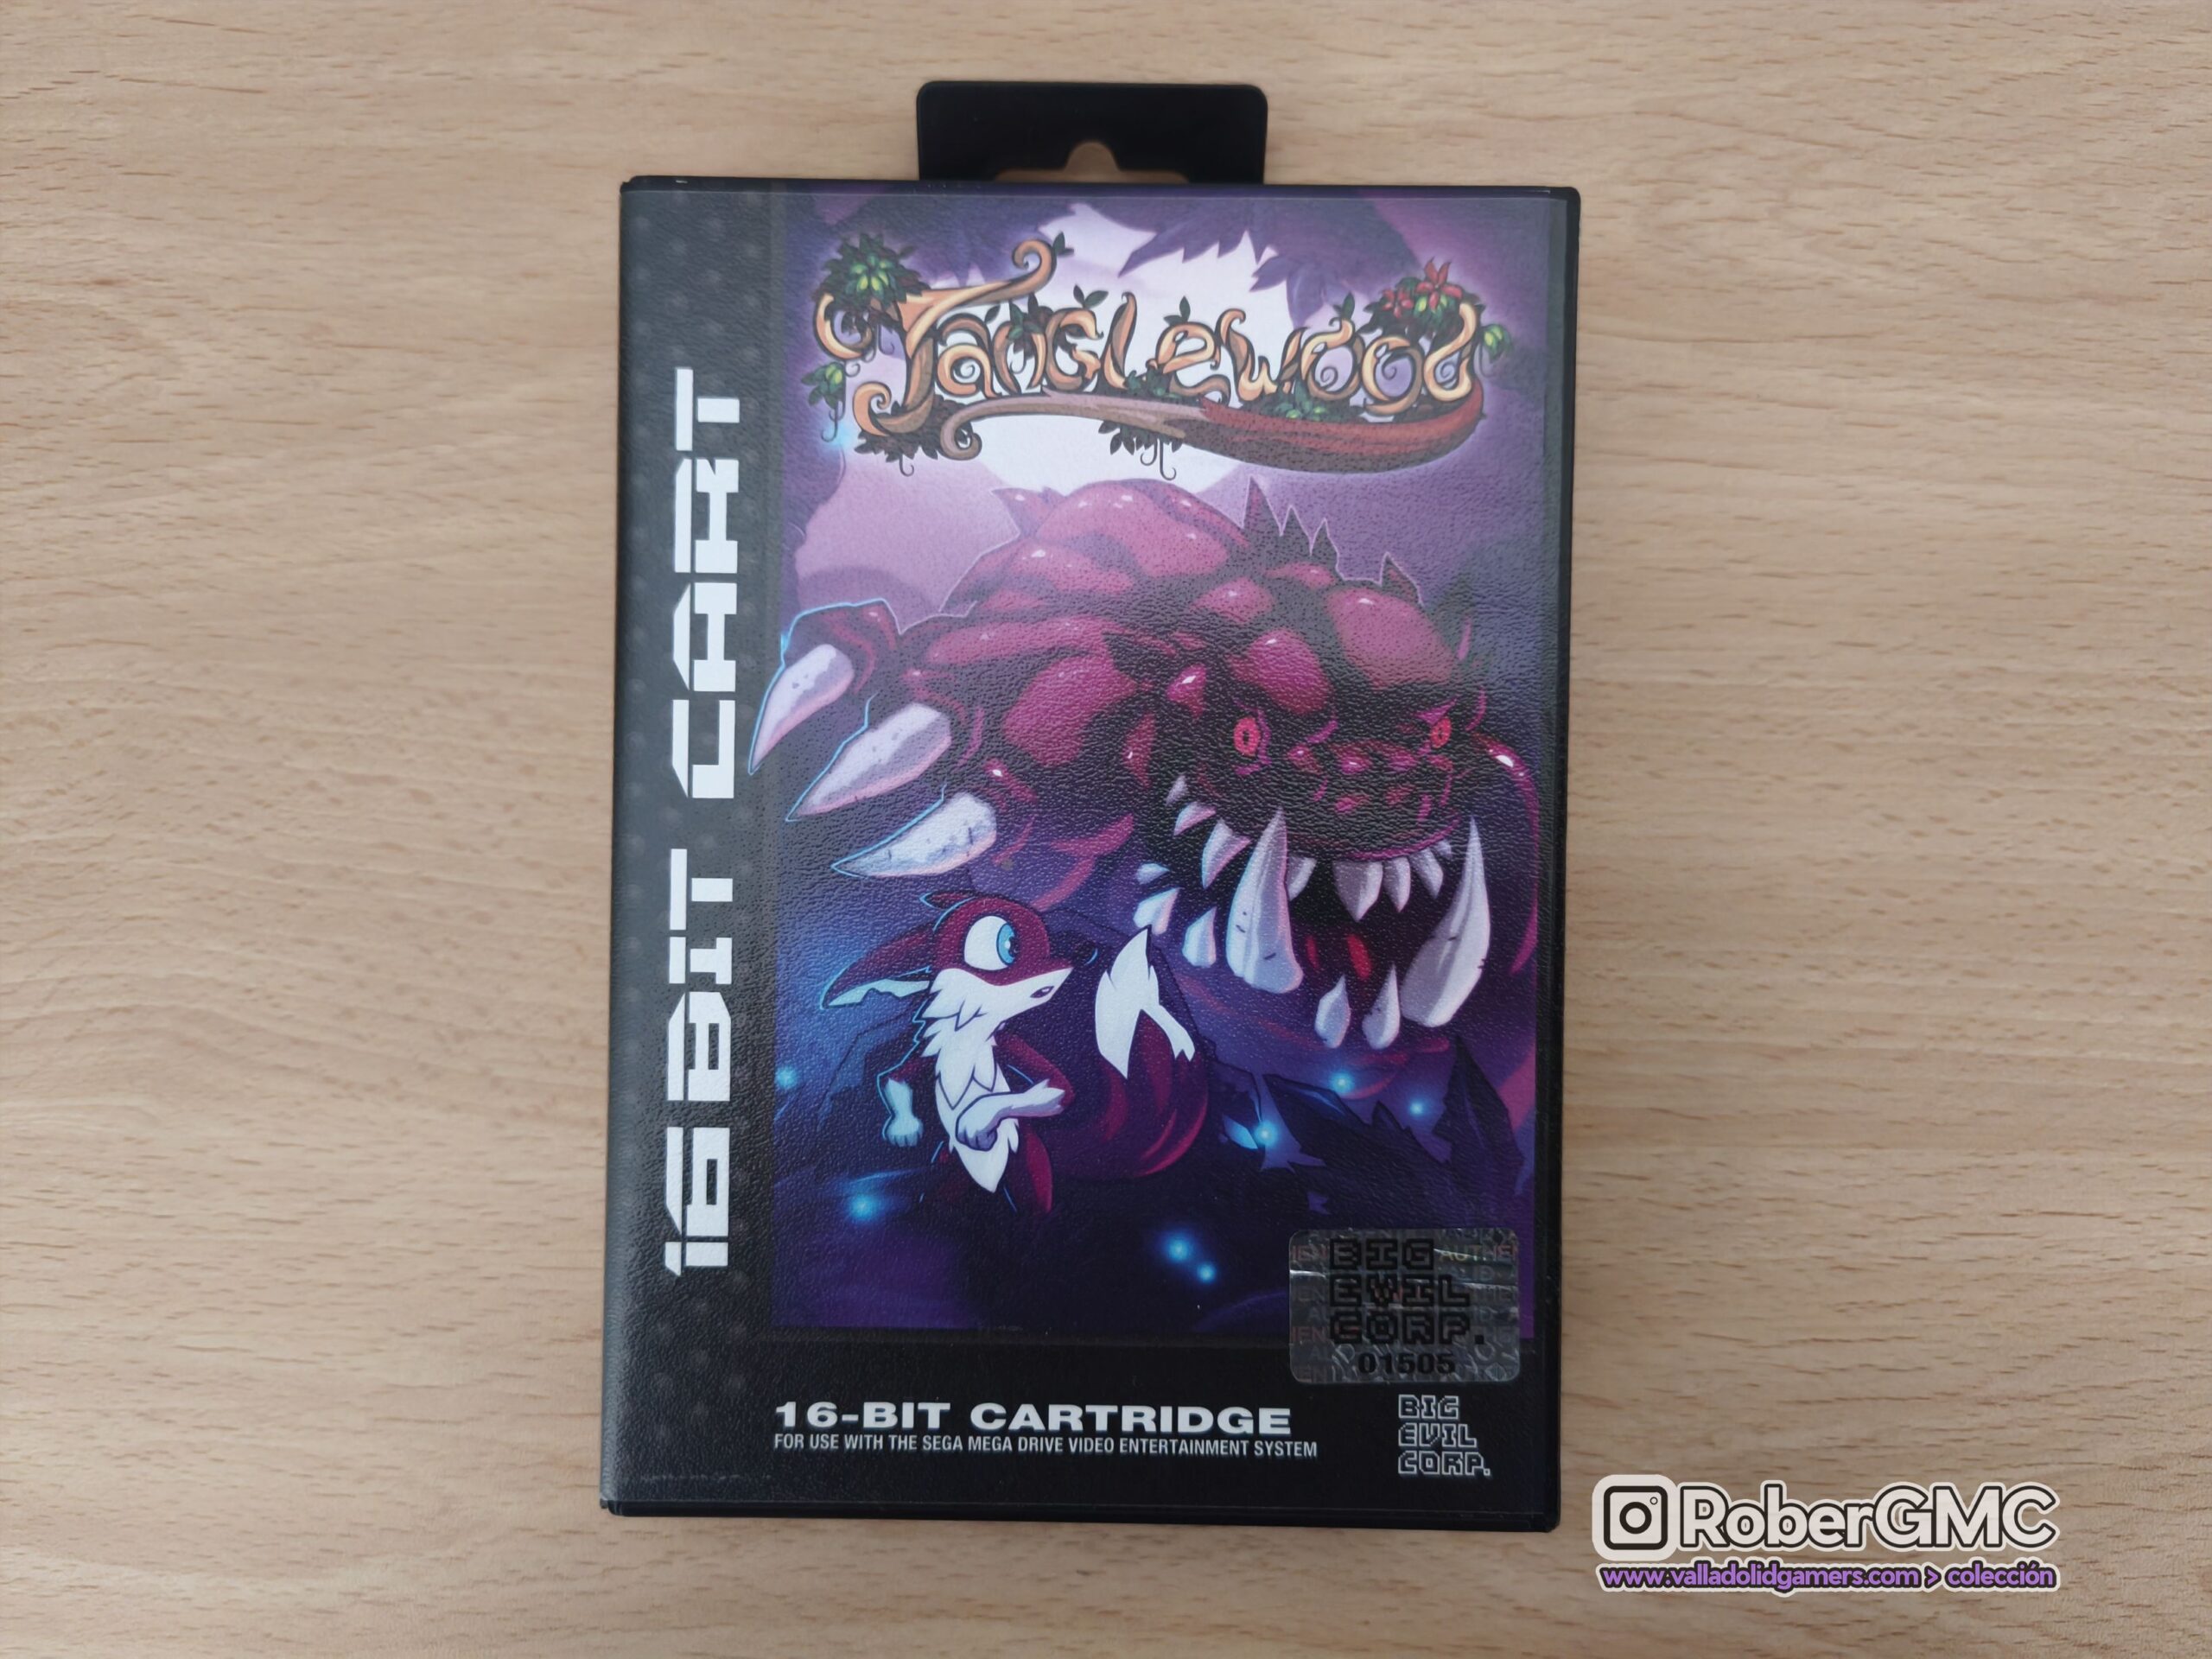 Tanglewood
16 BIT CART
BIG
EVIL
CORP.
01505
16-BIT CARTRIDGE
FOR USE WITH THE SEGA MEGA DRIVE VIDEO ENTERTAINMENT SYSTEM
BIG
EVIL
CORP.
RoberGMC
www.valladolidgamers.com > colección